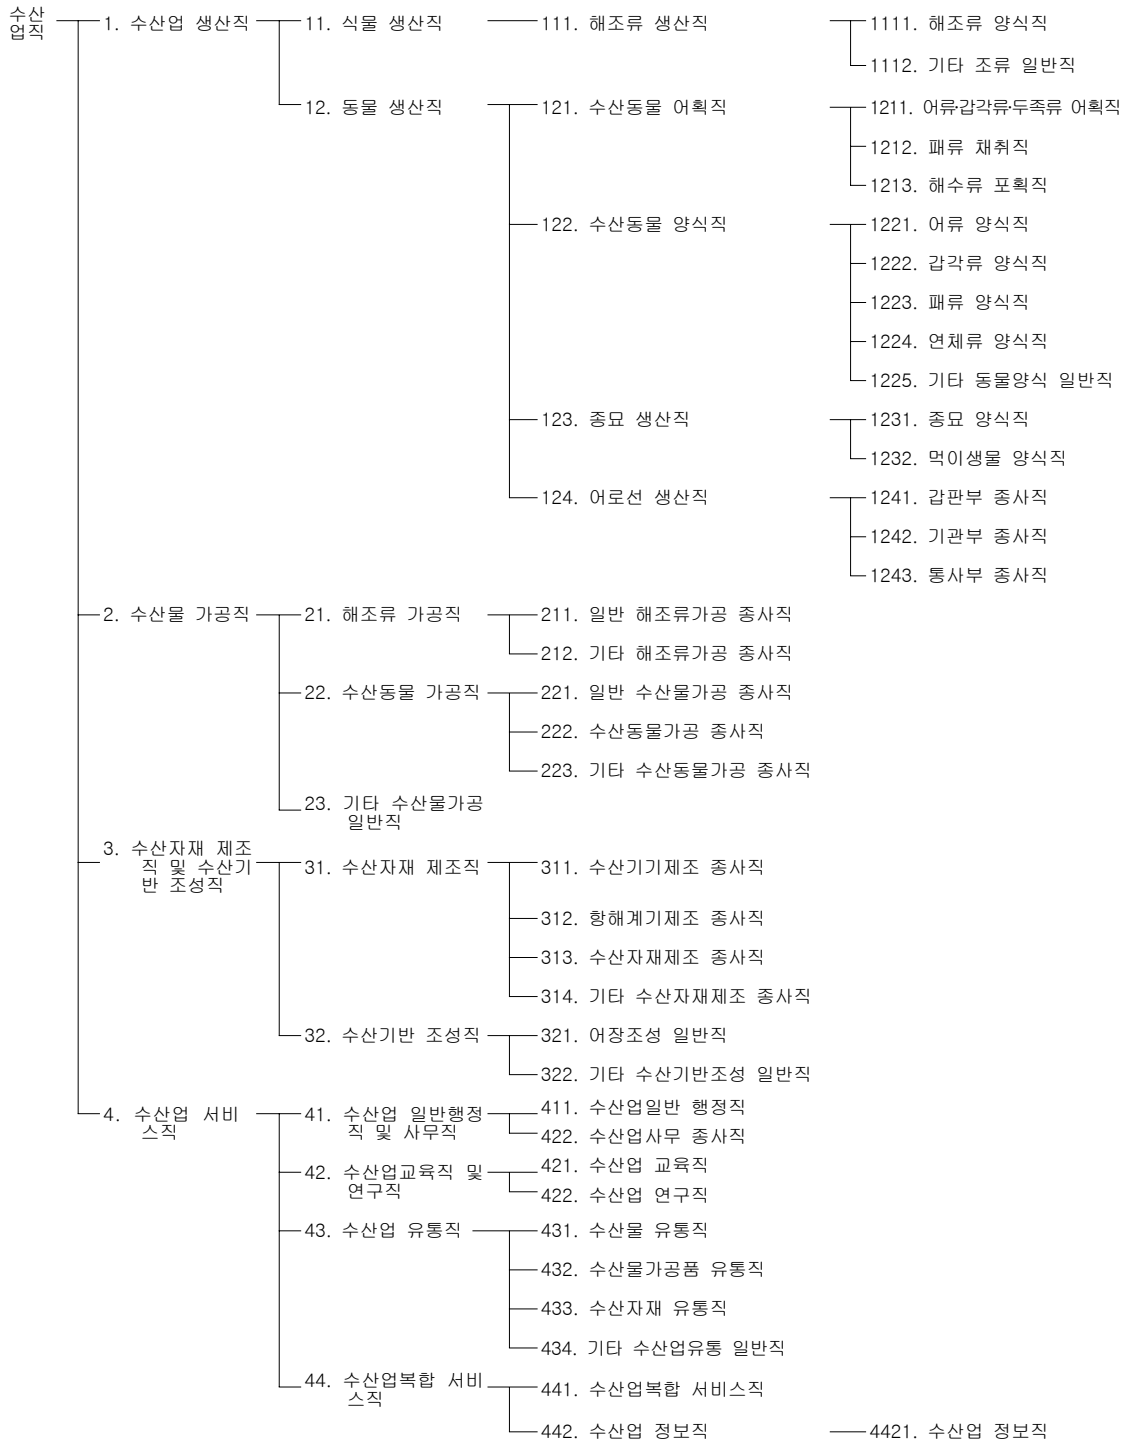 수산
업직
1. 수산업 생산직
11. 식물 생산직
111. 해조류 생산직
1111. 해조류 양식직
1112. 기타 조류 일반직
12. 동물 생산직
121. 수산동물 어획직
1211. 어류·갑각류·두족류 어획직
1212. 패류 채취직
1213. 해수류 포획직
122. 수산동물 양식직
1221. 어류 양식직
1222. 갑각류 양식직
1223. 패류 양식직
1224. 연체류 양식직
1225. 기타 동물양식 일반직
123. 종묘 생산직
1231. 종묘 양식직
1232. 먹이생물 양식직
124. 어로선 생산직
1241. 갑판부 종사직
1242. 기관부 종사직
1243. 통사부 종사직
2. 수산물 가공직
21. 해조류 가공직
211. 일반 해조류가공 종사직
212. 기타 해조류가공 종사직
22. 수산동물 가공직
221. 일반 수산물가공 종사직
222. 수산동물가공 종사직
223. 기타 수산동물가공 종사직
23. 기타 수산물가공
일반직
3. 수산자재 제조
직 및 수산기
반 조성직
31. 수산자재 제조직
311. 수산기기제조 종사직
312. 항해계기제조 종사직
313. 수산자재제조 종사직
314. 기타 수산자재제조 종사직
32. 수산기반 조성직
321. 어장조성 일반직
322. 기타 수산기반조성 일반직
4. 수산업 서비
스직
41. 수산업 일반행정
직 및 사무직
411. 수산업일반 행정직
422. 수산업사무 종사직
42. 수산업교육직 및
연구직
421. 수산업 교육직
422. 수산업 연구직
43. 수산업 유통직
431. 수산물 유통직
432. 수산물가공품 유통직
433. 수산자재 유통직
434. 기타 수산업유통 일반직
44. 수산업복합 서비
스직
441. 수산업복합 서비스직
442. 수산업 정보직
4421. 수산업 정보직